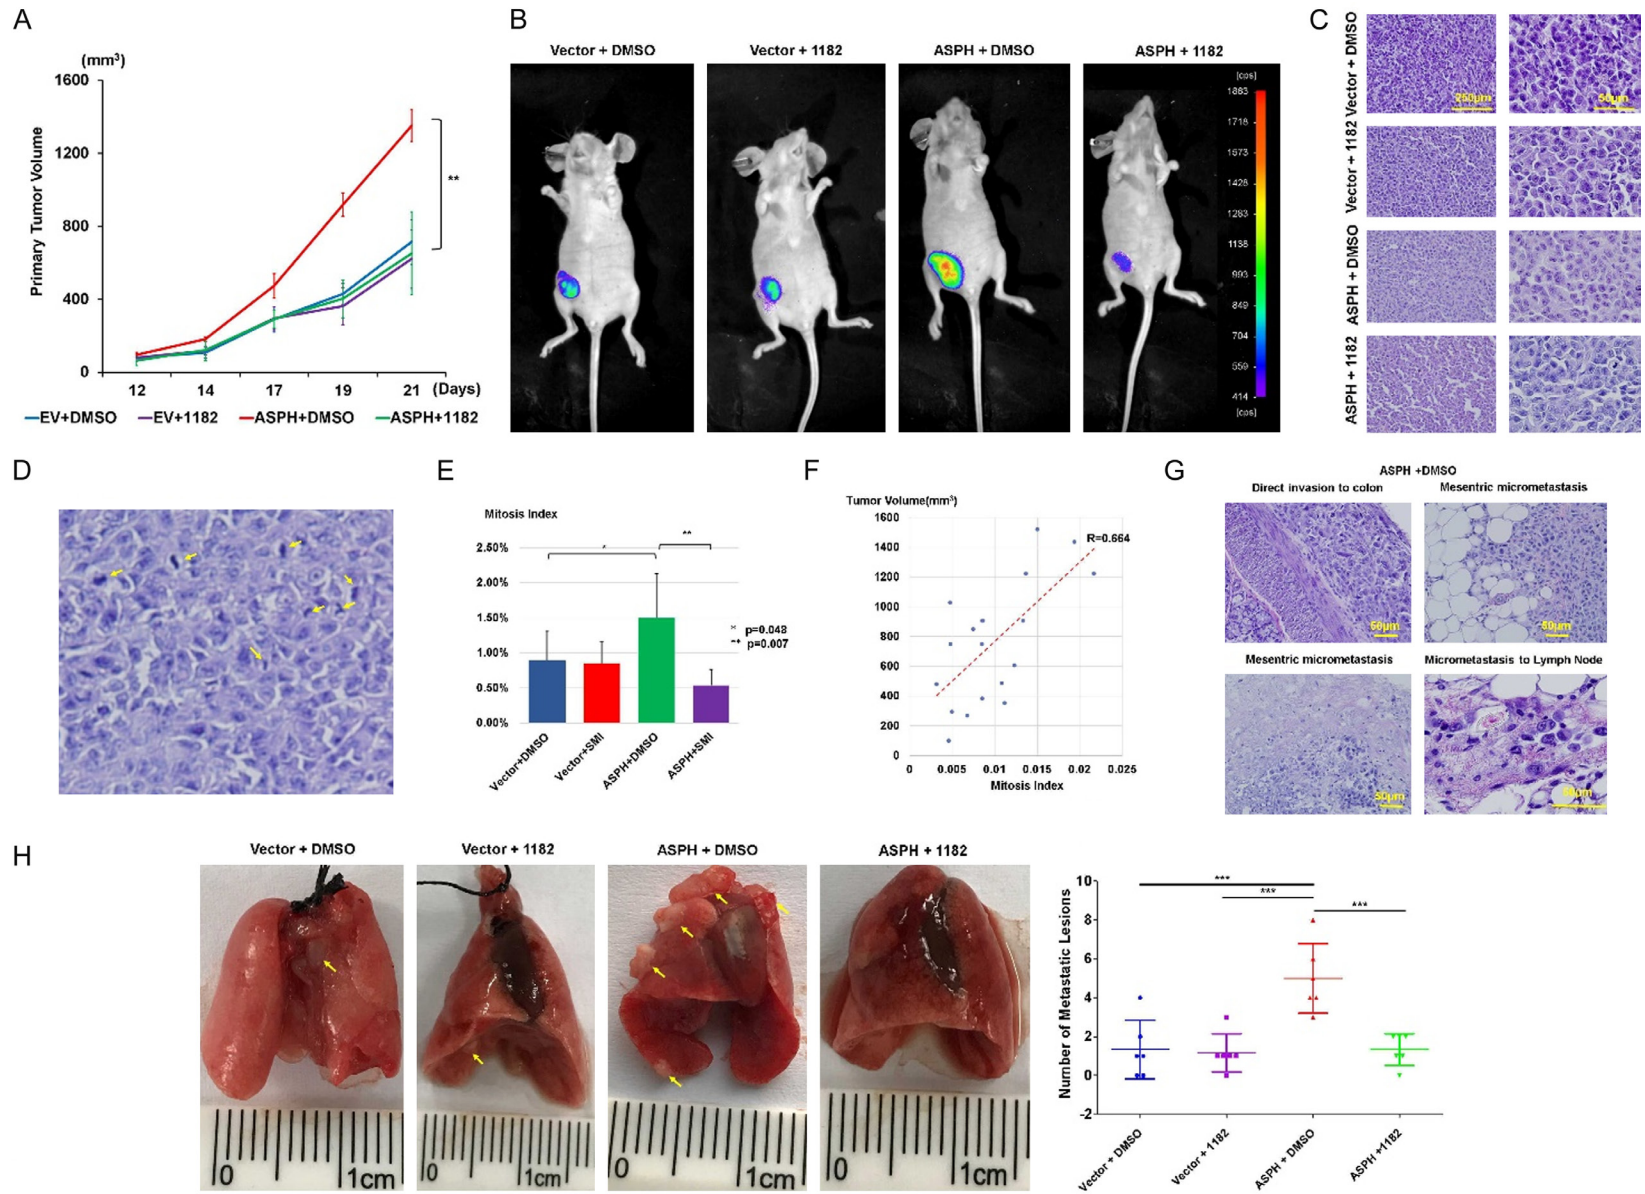 A
(mm³)
Primary Tumor Volume
1600
1200
800
400
0
12 14 17 19 21 (Days)
**
EV+DMSO EV+1182 ASPH+DMSO ASPH+1182
B
Vector + DMSO Vector + 1182 ASPH + DMSO ASPH + 1182
[cps]
1863
1718
1573
1428
1283
1138
993
849
704
559
414
[cps]
C
Vector + DMSO
Vector + 1182
ASPH + DMSO
ASPH + 1182
250µm 50µm
D
E
Mitosis Index
2.50%
2.00%
1.50%
1.00%
0.50%
0.00%
*
**
* p=0.048
** p=0.007
Vector+DMSO
Vector+SMI
ASPH+DMSO
ASPH+SMI
F
Tumor Volume(mm³)
1600
1400
1200
1000
800
600
400
200
0
R=0.664
0 0.005 0.01 0.015 0.02 0.025
Mitosis Index
G
ASPH +DMSO
Direct invasion to colon
Mesentric micrometastasis
50µm 50µm
Mesentric micrometastasis
Micrometastasis to Lymph Node
50µm 50µm
H
Vector + DMSO Vector + 1182 ASPH + DMSO ASPH + 1182
0 1cm
0 1cm
0 1cm
0 1cm
Number of Metastatic Lesions
10
8
6
4
2
0
-2
***
***
***
Vector + DMSO
Vector + 1182
ASPH + DMSO
ASPH +1182